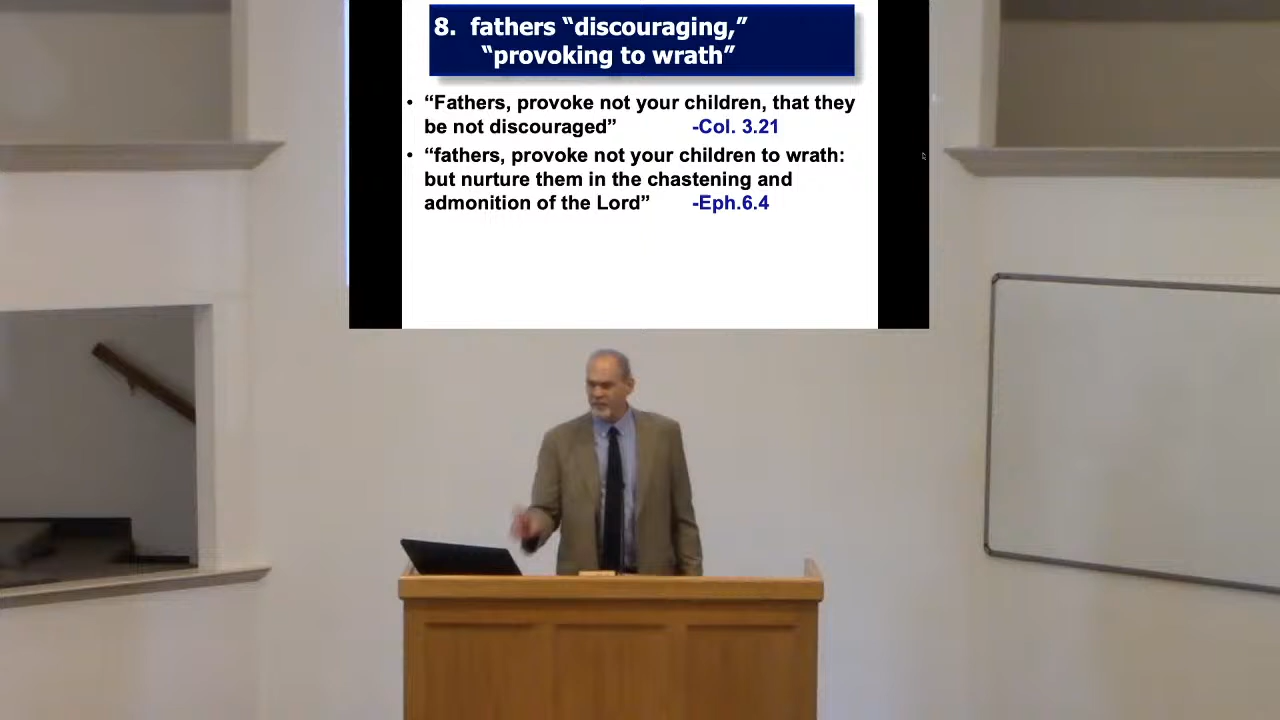 8. fathers “discouraging,”
“provoking to wrath”
• “Fathers, provoke not your children, that they
be not discouraged” -Col. 3.21
• “fathers, provoke not your children to wrath:
but nurture them in the chastening and
admonition of the Lord” -Eph.6.4